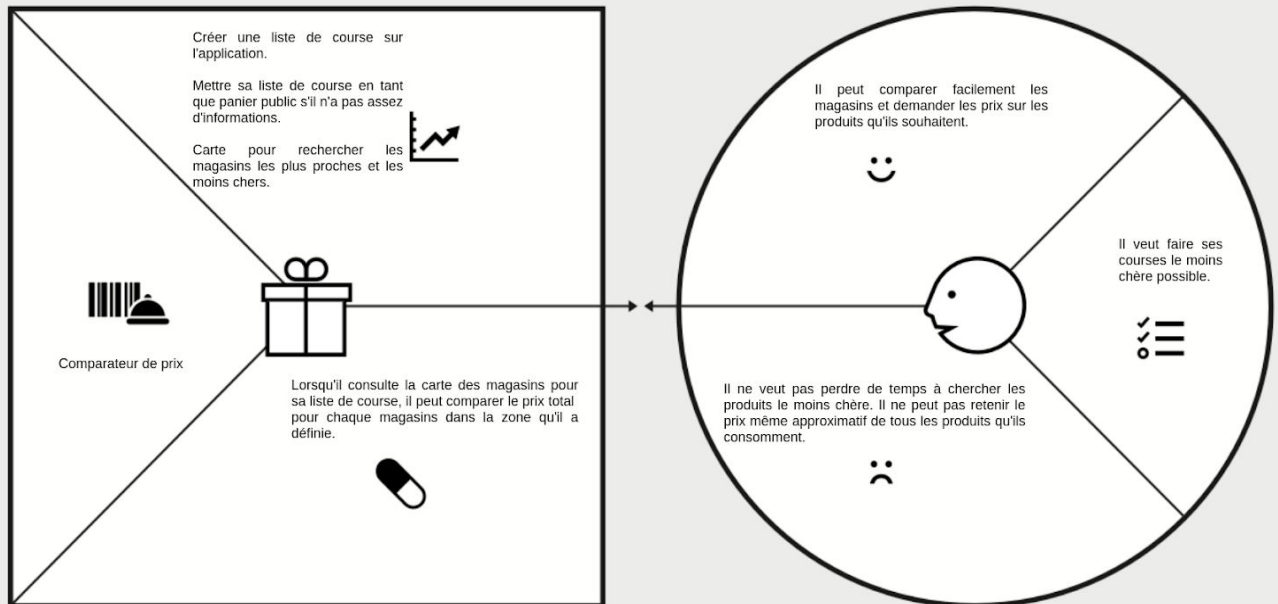 Créer une liste de course sur
l'application.
Mettre sa liste de course en tant
que panier public s'il n'a pas assez
d'informations.
Carte pour rechercher les
magasins les plus proches et les
moins chers.
Comparateur de prix
Lorsqu'il consulte la carte des magasins pour
sa liste de course, il peut comparer le prix total
pour chaque magasins dans la zone qu'il a
définie.
Il peut comparer facilement les
magasins et demander les prix sur les
produits qu'ils souhaitent.
Il veut faire ses
courses le moins
chère possible.
Il ne veut pas perdre de temps à chercher les
produits le moins chère. Il ne peut pas retenir le
prix même approximatif de tous les produits qu'ils
consomment.